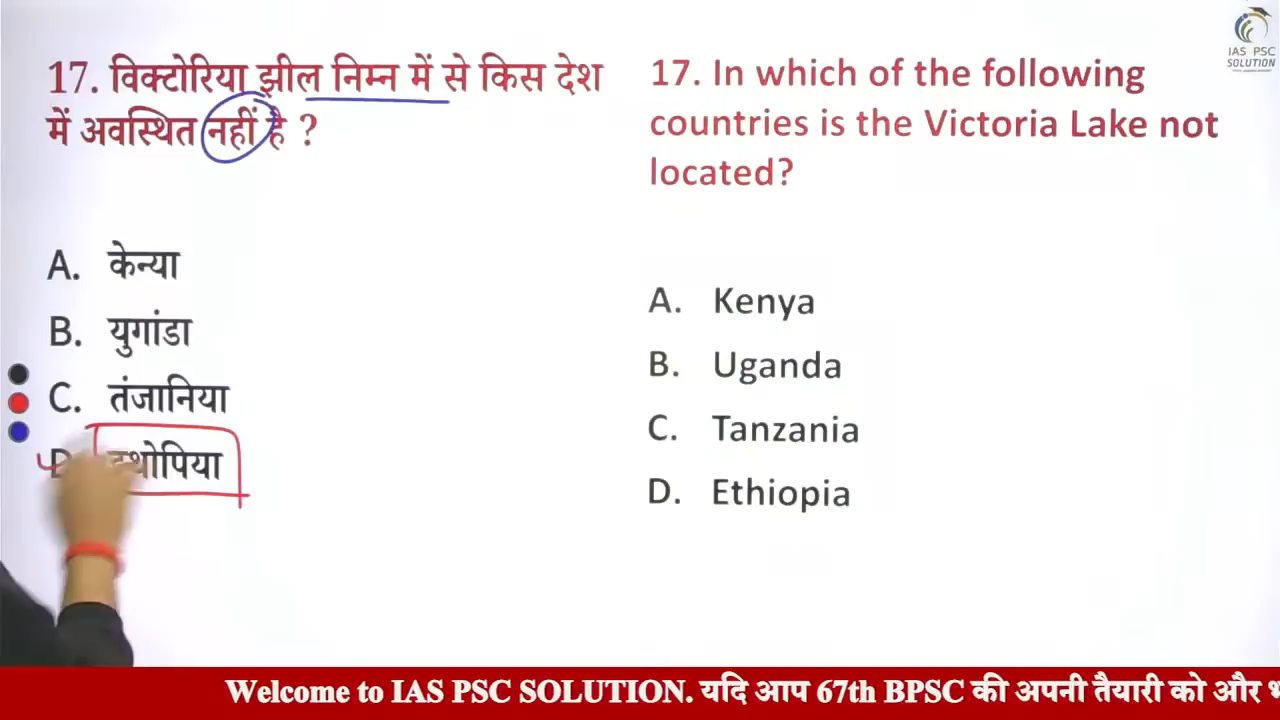 17. विक्टोरिया झील निम्न में से किस देश
में अवस्थित नहीं है ?
A. केन्या
B. युगांडा
C. तंजानिया
D.
17. In which of the following
countries is the Victoria Lake not
located?
A. Kenya
B. Uganda
C. Tanzania
D. Ethiopia
IAS PSC
SOLUTION
Welcome to IAS PSC SOLUTION. यदि आप 67th BPSC की अपनी तैयारी को और